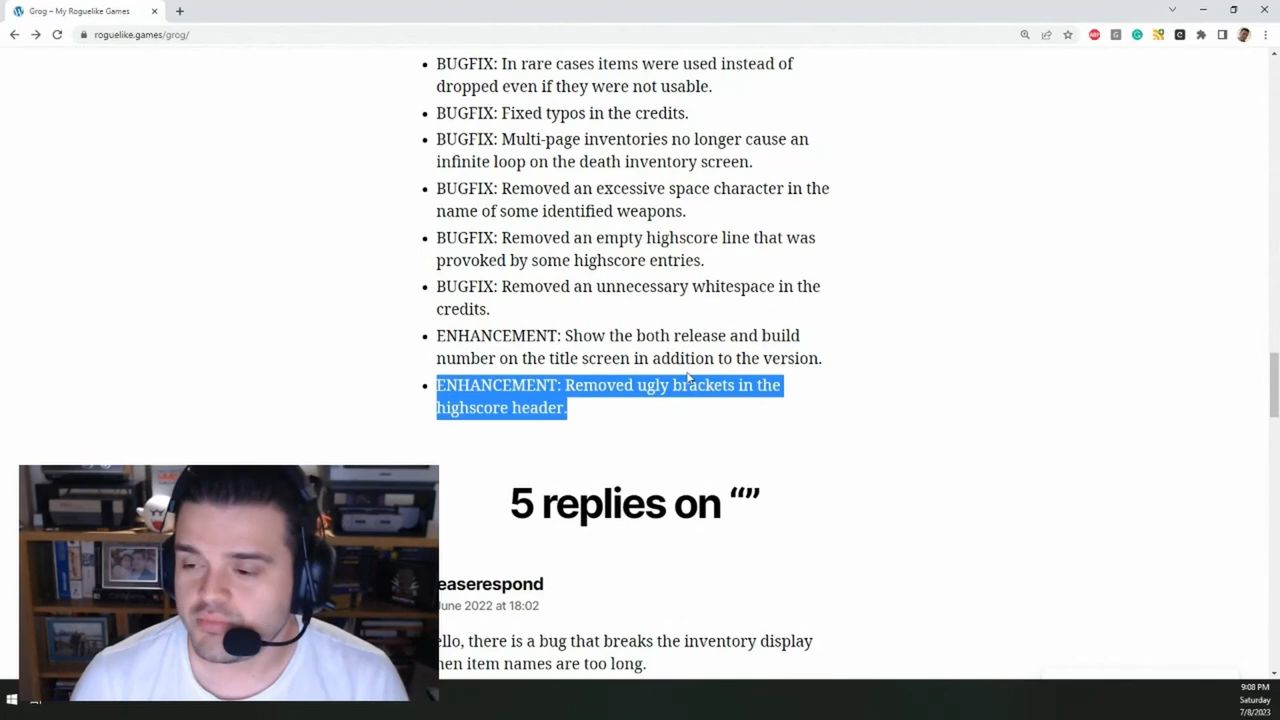 Grog – My Roguelike Games
roguelike.games/grog/
BUGFIX: In rare cases items were used instead of
dropped even if they were not usable.
BUGFIX: Fixed typos in the credits.
BUGFIX: Multi-page inventories no longer cause an
infinite loop on the death inventory screen.
BUGFIX: Removed an excessive space character in the
name of some identified weapons.
BUGFIX: Removed an empty highscore line that was
provoked by some highscore entries.
BUGFIX: Removed an unnecessary whitespace in the
credits.
ENHANCEMENT: Show the both release and build
number on the title screen in addition to the version.
ENHANCEMENT: Removed ugly brackets in the
highscore header.
5 replies on “”
easerespond
June 2022 at 18:02
ello, there is a bug that breaks the inventory display
hen item names are too long.
9:08 PM
Saturday
7/8/2023